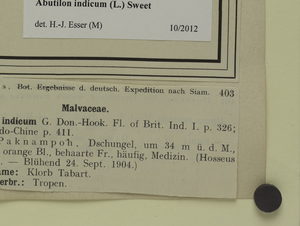 Abutilon indicum (L.) Sweet
det. H.-J. Esser (M) 10/2012
s, Bot. Ergebnisse d. deutsch. Expedition nach Siam. 403
Malvaceae.
indicum G. Don.-Hook. Fl. of Brit. Ind. I. p. 326;
do-Chine p. 411.
Paknampoh, Dschungel, um 34 m ü. d. M.,
orange Bl., behaarte Fr., häufig. Medizin. (Hosseus
. — Blühend 24. Sept. 1904.)
me: Klorb Tabart.
erbr.: Tropen.